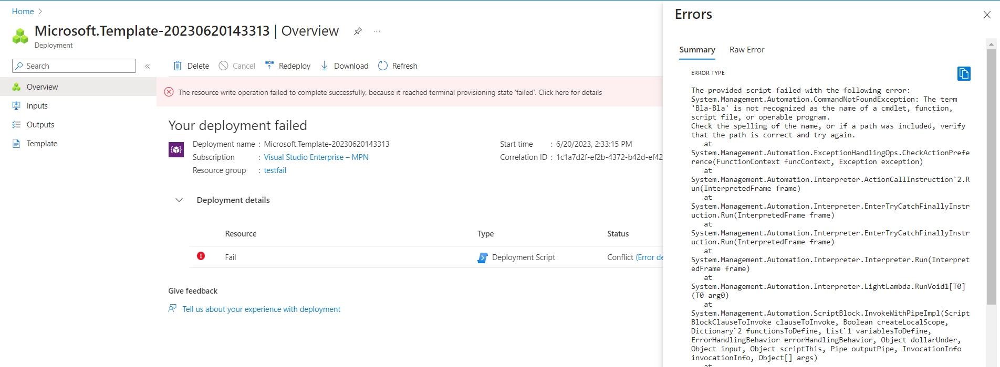 Home
Microsoft.Template-20230620143313 | Overview
Deployment
Search
Overview
Inputs
Outputs
Template
Delete
Cancel
Redeploy
Download
Refresh
The resource write operation failed to complete successfully, because it reached terminal provisioning state 'failed'. Click here for details
Your deployment failed
Deployment name : Microsoft.Template-20230620143313
Subscription : Visual Studio Enterprise – MPN
Resource group : testfail
Start time : 6/20/2023, 2:33:15 PM
Correlation ID : 1c1a7d2f-ef2b-4372-b42d-ef42
Deployment details
Resource Type Status
Fail Deployment Script Conflict (Error de
Give feedback
Tell us about your experience with deployment
Errors
Summary Raw Error
ERROR TYPE
The provided script failed with the following error:
System.Management.Automation.CommandNotFoundException: The term
'Bla-Bla' is not recognized as the name of a cmdlet, function,
script file, or operable program.
Check the spelling of the name, or if a path was included, verify
that the path is correct and try again.
at
System.Management.Automation.ExceptionHandlingOps.CheckActionPrefe
rence(FunctionContext funcContext, Exception exception)
at
System.Management.Automation.Interpreter.ActionCallInstruction`2.R
un(InterpretedFrame frame)
at
System.Management.Automation.Interpreter.EnterTryCatchFinallyInstr
uction.Run(InterpretedFrame frame)
at
System.Management.Automation.Interpreter.EnterTryCatchFinallyInstr
uction.Run(InterpretedFrame frame)
at
System.Management.Automation.Interpreter.Interpreter.Run(Interpret
edFrame frame)
at
System.Management.Automation.Interpreter.LightLambda.RunVoid1[T0]
(T0 arg0)
at
System.Management.Automation.ScriptBlock.InvokeWithPipeImpl(Script
BlockClauseToInvoke clauseToInvoke, Boolean createLocalScope,
Dictionary`2 functionsToDefine, List`1 variablesToDefine,
ErrorHandlingBehavior errorHandlingBehavior, Object dollarUnder,
Object input, Object scriptThis, Pipe outputPipe, InvocationInfo
invocationInfo, Object[] args)
at